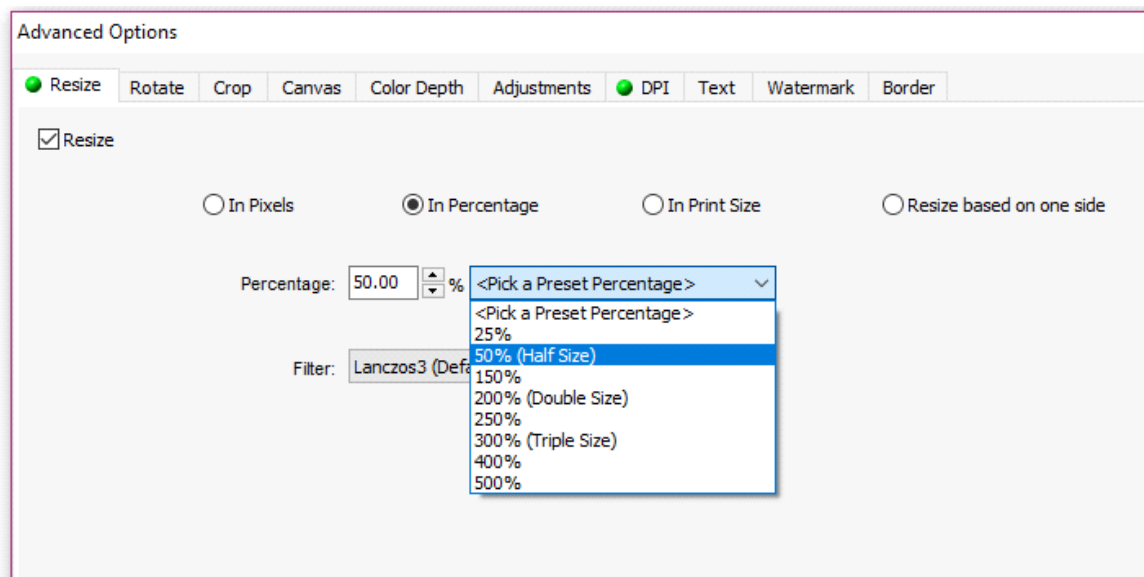 Advanced Options
Resize Rotate Crop Canvas Color Depth Adjustments DPI Text Watermark Border
Resize
In Pixels In Percentage In Print Size Resize based on one side
Percentage: 50.00 % <Pick a Preset Percentage>
<Pick a Preset Percentage>
25%
50% (Half Size)
Filter: Lanczos3 (Defa
150%
200% (Double Size)
250%
300% (Triple Size)
400%
500%